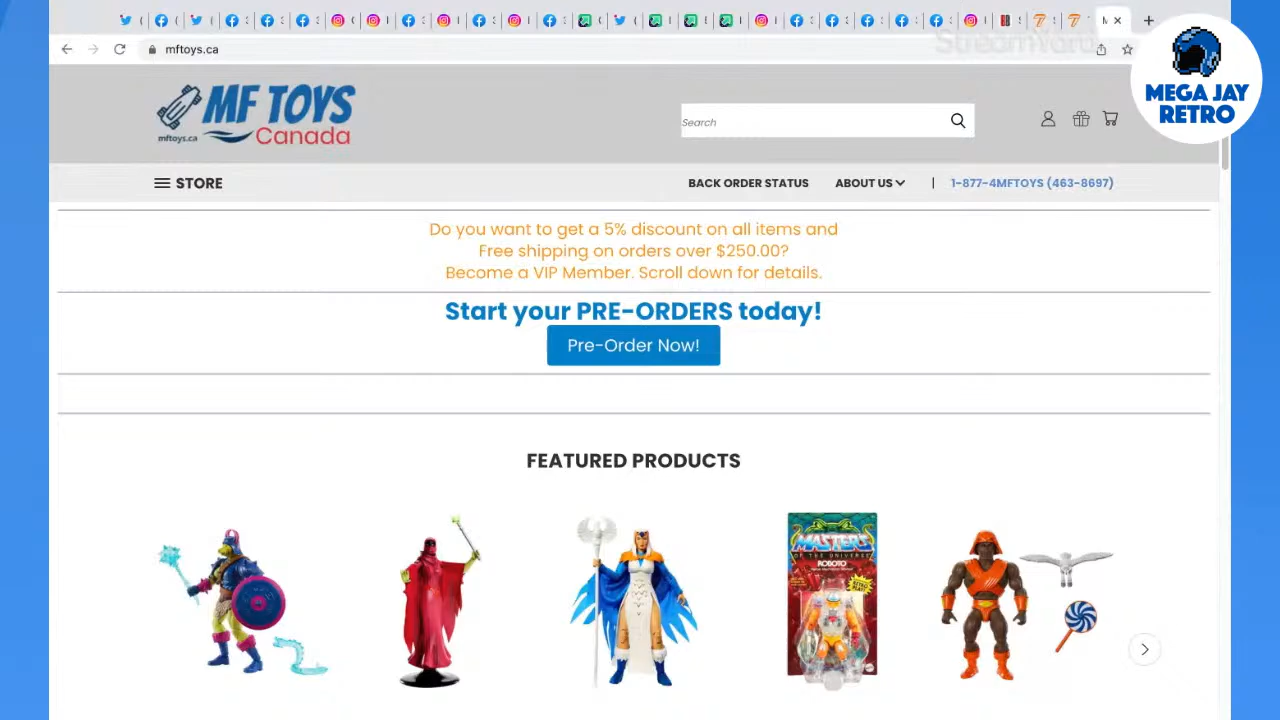 mftoys.ca
StreamYard
MEGA JAY
RETRO
MF TOYS
mftoys.ca
Canada
Search
STORE
BACK ORDER STATUS
ABOUT US
|
1-877-4MFTOYS (463-8697)
Do you want to get a 5% discount on all items and
Free shipping on orders over $250.00?
Become a VIP Member. Scroll down for details.
Start your PRE-ORDERS today!
Pre-Order Now!
FEATURED PRODUCTS
MASTERS
OF THE UNIVERSE
ROBOTO